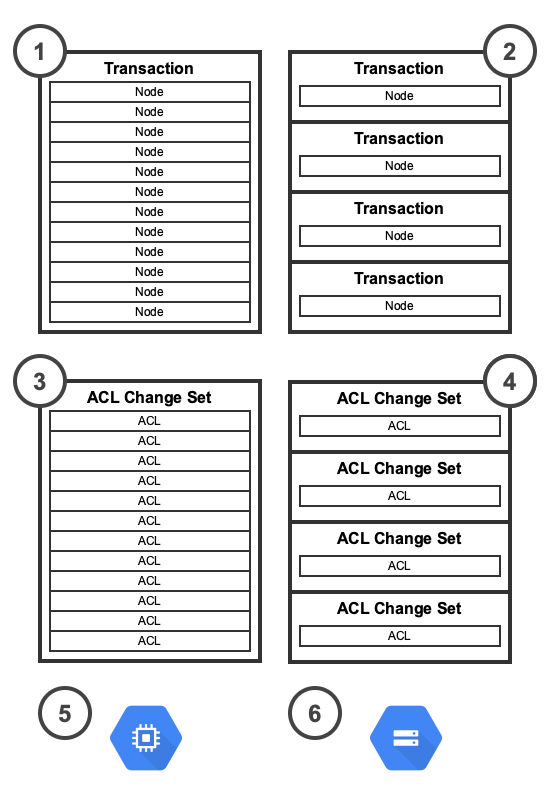 1
Transaction
Node
Node
Node
Node
Node
Node
Node
Node
Node
Node
Node
Node
2
Transaction
Node
Transaction
Node
Transaction
Node
Transaction
Node
3
ACL Change Set
ACL
ACL
ACL
ACL
ACL
ACL
ACL
ACL
ACL
ACL
ACL
ACL
4
ACL Change Set
ACL
ACL Change Set
ACL
ACL Change Set
ACL
ACL Change Set
ACL
5
6